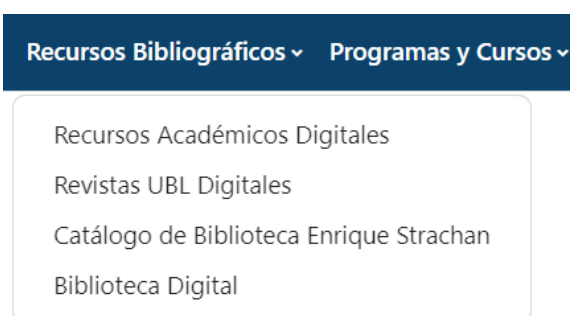 Recursos Bibliográficos Programas y Cursos
Recursos Académicos Digitales
Revistas UBL Digitales
Catálogo de Biblioteca Enrique Strachan
Biblioteca Digital